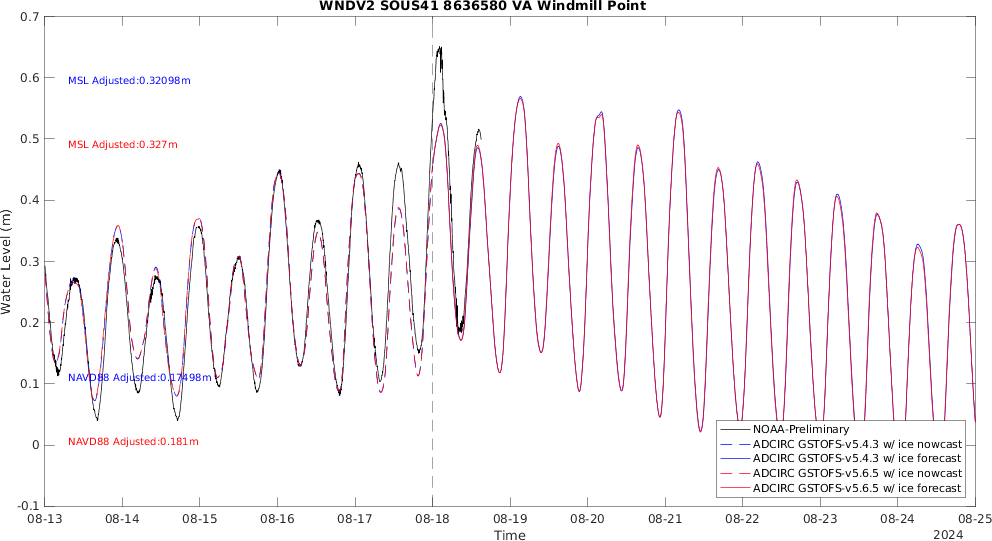 WNDV2 SOUS41 8636580 VA Windmill Point
0.7
0.6
0.5
0.4
0.3
0.2
0.1
0
-0.1
Water Level (m)
MSL Adjusted:0.32098m
MSL Adjusted:0.327m
NAVD88 Adjusted:0.17498m
NAVD88 Adjusted:0.181m
NOAA-Preliminary
ADCIRC GSTOFS-v5.4.3 w/ ice nowcast
ADCIRC GSTOFS-v5.4.3 w/ ice forecast
ADCIRC GSTOFS-v5.6.5 w/ ice nowcast
ADCIRC GSTOFS-v5.6.5 w/ ice forecast
08-13 08-14 08-15 08-16 08-17 08-18 08-19 08-20 08-21 08-22 08-23 08-24 08-25
Time
2024